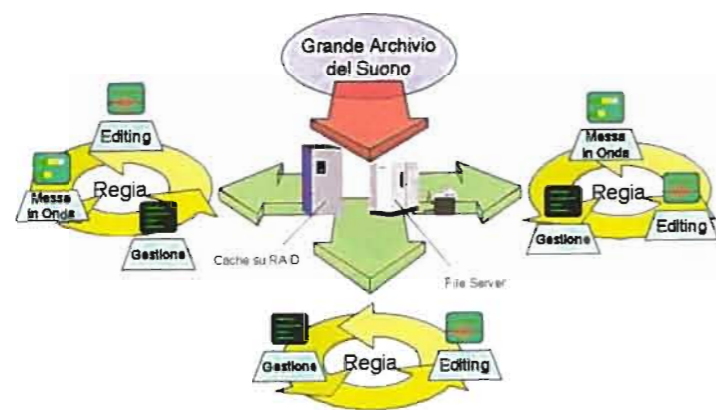 Grande Archivio
del Suono
Editing
Messa
in Onda
Regia
Gestione
Cache su RAID
File Server
Messa
in Onda
Regia
Gestione
Editing
Gestione
Regia
Editing